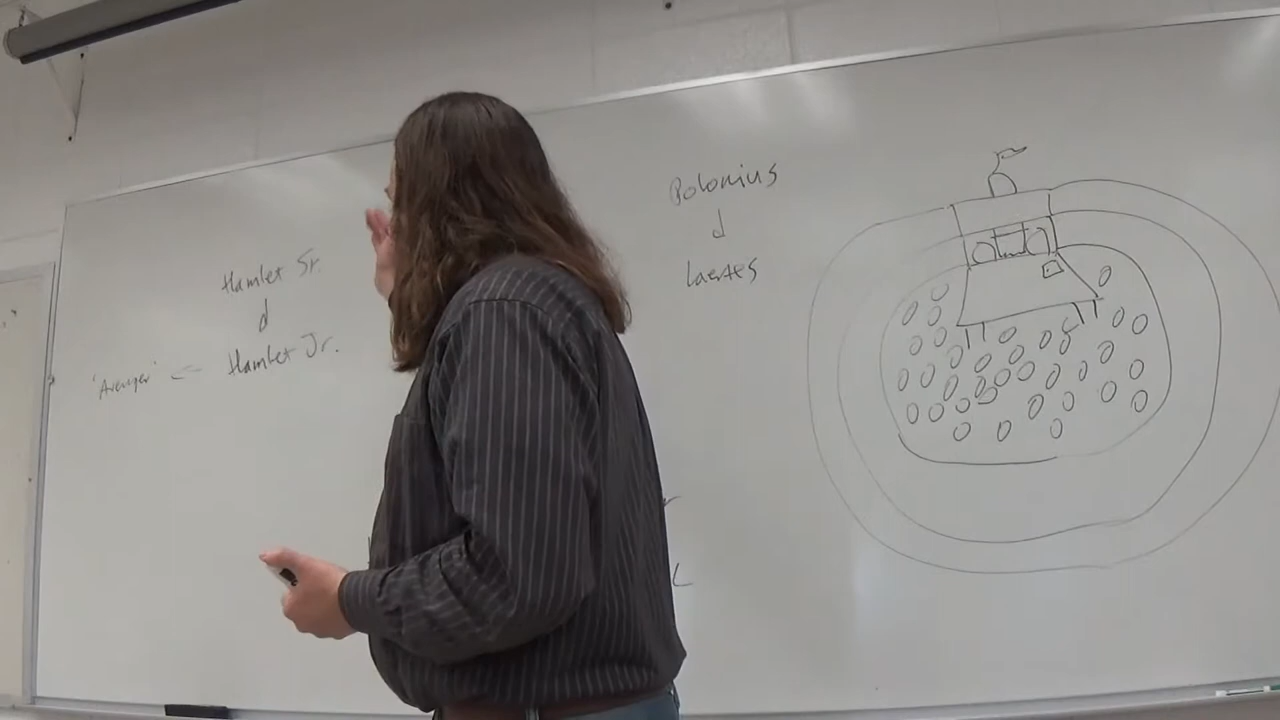 Hamlet Sr.
↓
'Avenger' <- Hamlet Jr.
Polonius
↓
Laertes